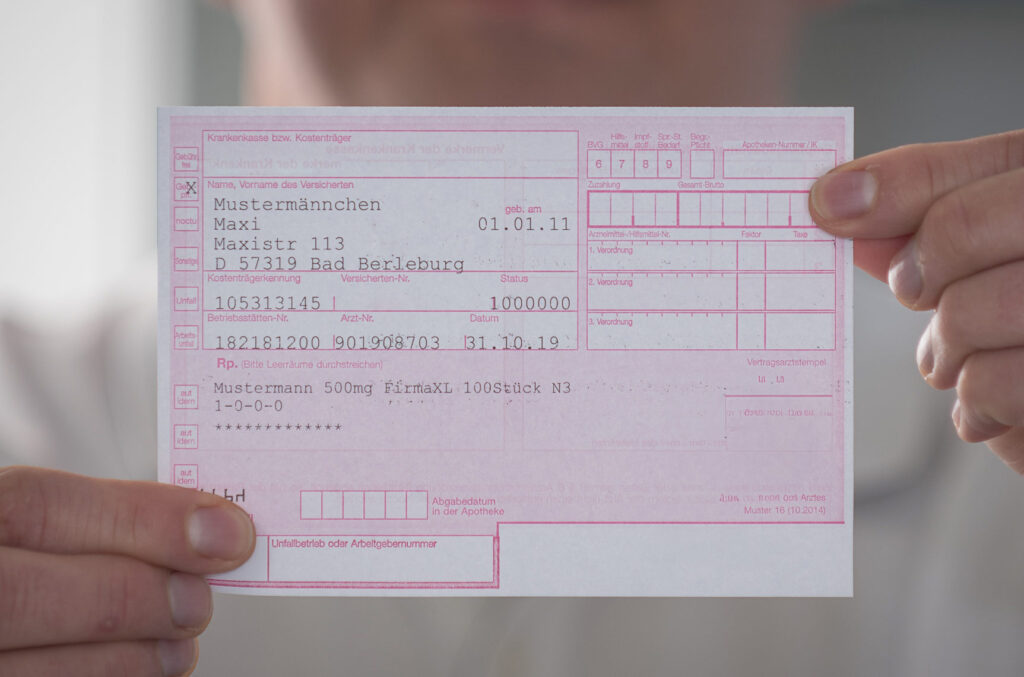 Krankenkasse bzw. Kostenträger
BVG
Hilfs-mittel
Impf-stoff
Spr.-St. Bedarf
Begr.-Pflicht
Apotheken-Nummer / IK
6 7 8 9
Zuzahlung
Gesamt-Brutto
X
Name, Vorname des Versicherten
Mustermännchen
geb. am
Maxi 01.01.11
Maxistr 113
D 57319 Bad Berleburg
noctu
Sonstige
Unfall
Arbeits-unfall
Arzneimittel-/Hilfsmittel-Nr.
Faktor
Taxe
1. Verordnung
2. Verordnung
3. Verordnung
Kostenträgerkennung
Versicherten-Nr.
Status
105313145 1000000
Betriebsstätten-Nr.
Arzt-Nr.
Datum
182181200 901908703 31.10.19
Rp. (Bitte Leerräume durchstreichen)
Vertragsarztstempel
Mustermann 500mg FirmaXL 100Stück N3
1-0-0-0
*************
aut idem
aut idem
aut idem
Abgabedatum
in der Apotheke
des Arztes
Muster 16 (10.2014)
Unfallbetrieb oder Arbeitgebernummer